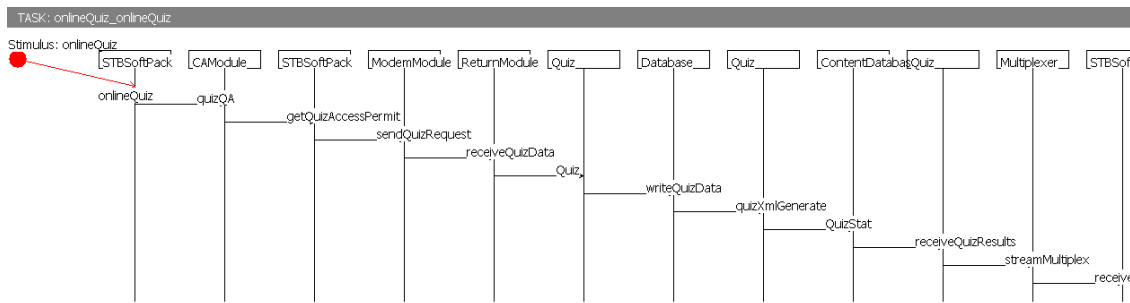 TASK: onlineQuiz_onlineQuiz
Stimulus: onlineQuiz
STBSoftPack CAModule STBSoftPack ModemModule ReturnModule Quiz Database Quiz ContentDatabas Quiz Multiplexer STBSof
onlineQuiz quizQA
getQuizAccessPermit
sendQuizRequest
receiveQuizData
Quiz
writeQuizData
quizXmlGenerate
QuizStat
receiveQuizResults
streamMultiplex
receive